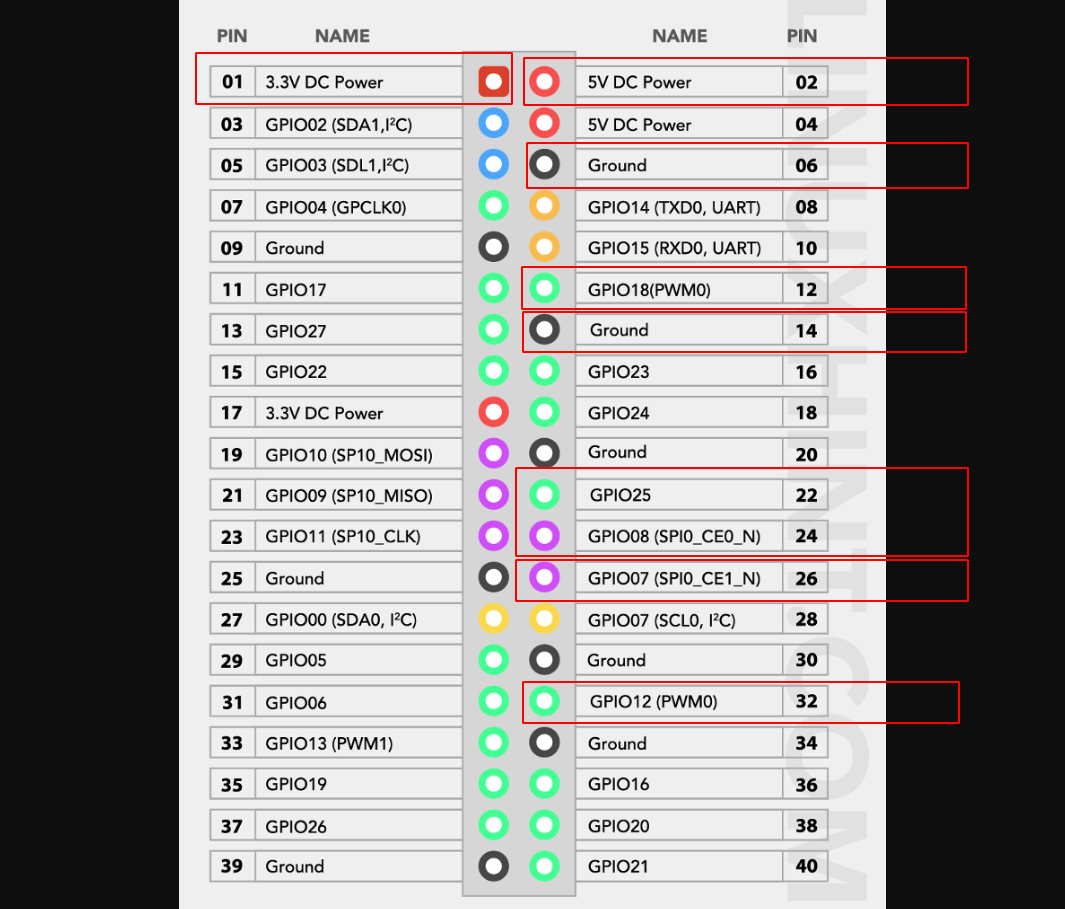 PIN NAME NAME PIN
01 3.3V DC Power 5V DC Power 02
03 GPIO02 (SDA1,I²C) 5V DC Power 04
05 GPIO03 (SDL1,I²C) Ground 06
07 GPIO04 (GPCLK0) GPIO14 (TXD0, UART) 08
09 Ground GPIO15 (RXD0, UART) 10
11 GPIO17 GPIO18(PWM0) 12
13 GPIO27 Ground 14
15 GPIO22 GPIO23 16
17 3.3V DC Power GPIO24 18
19 GPIO10 (SP10_MOSI) Ground 20
21 GPIO09 (SP10_MISO) GPIO25 22
23 GPIO11 (SP10_CLK) GPIO08 (SPI0_CE0_N) 24
25 Ground GPIO07 (SPI0_CE1_N) 26
27 GPIO00 (SDA0, I²C) GPIO07 (SCL0, I²C) 28
29 GPIO05 Ground 30
31 GPIO06 GPIO12 (PWM0) 32
33 GPIO13 (PWM1) Ground 34
35 GPIO19 GPIO16 36
37 GPIO26 GPIO20 38
39 Ground GPIO21 40
LINUXHINT.COM